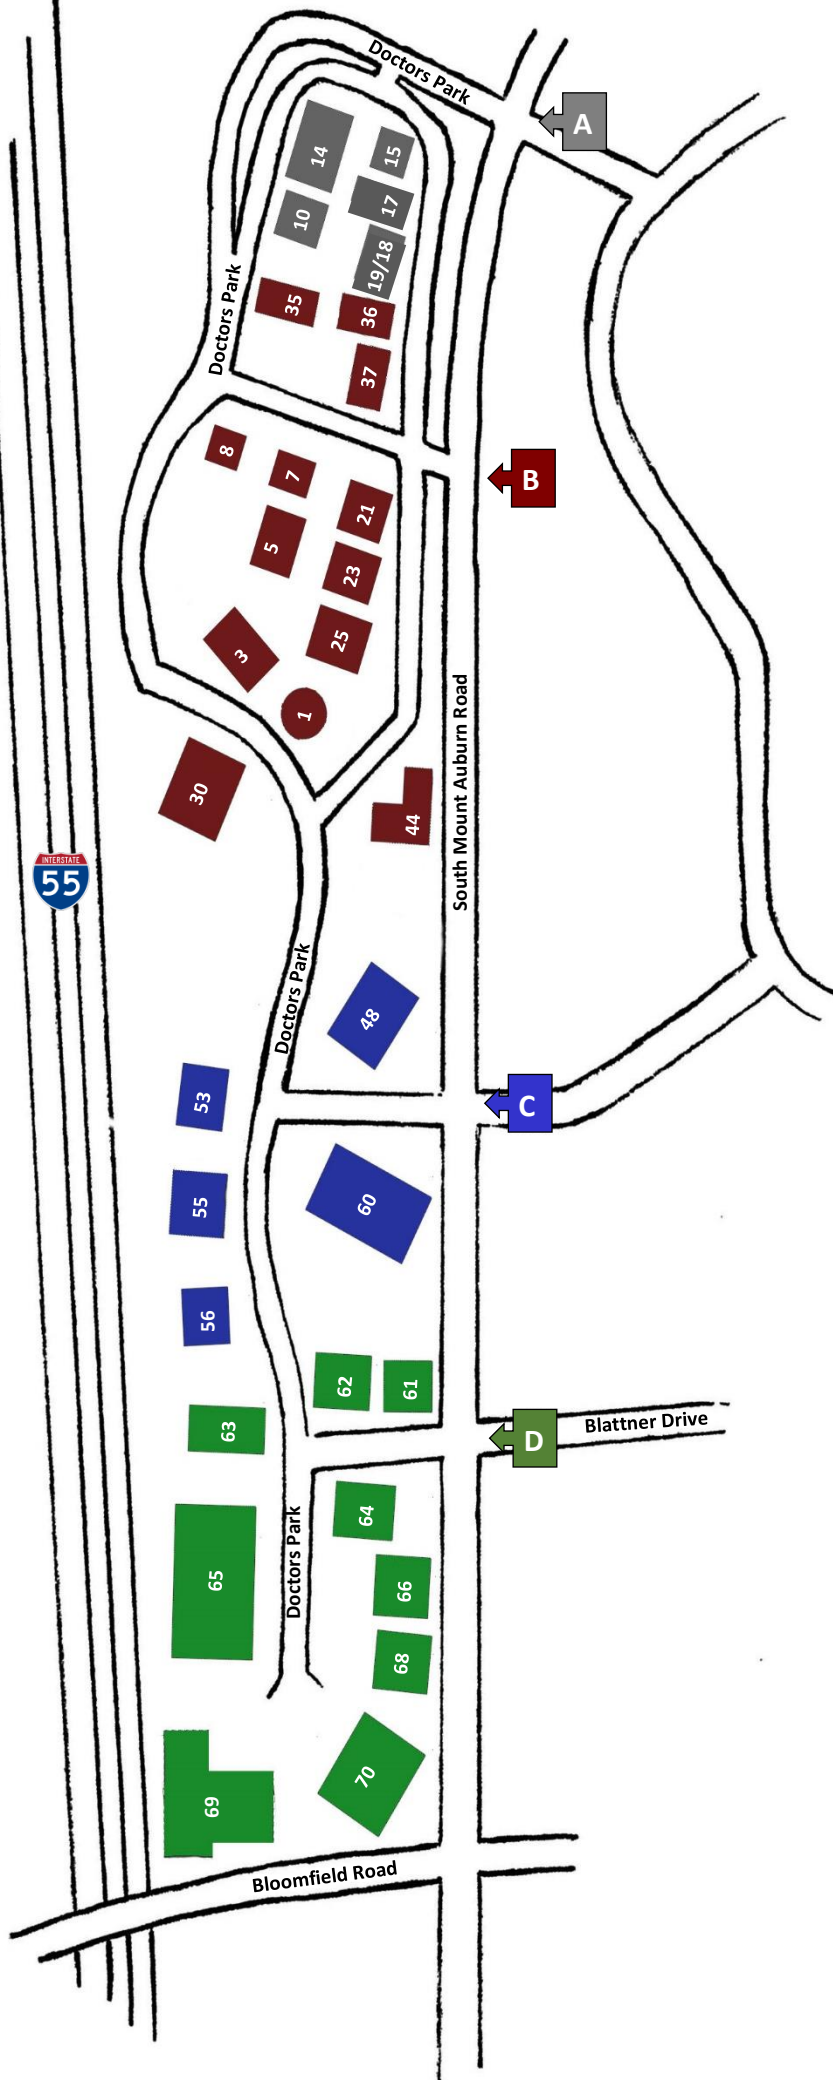 Doctors Park
A
14
15
10
17
19/18
Doctors Park
35
36
37
8
7
B
21
5
23
25
3
1
South Mount Auburn Road
30
44
INTERSTATE
55
Doctors Park
48
53
C
55
60
56
62
61
63
D
Blattner Drive
64
Doctors Park
65
66
68
70
69
Bloomfield Road